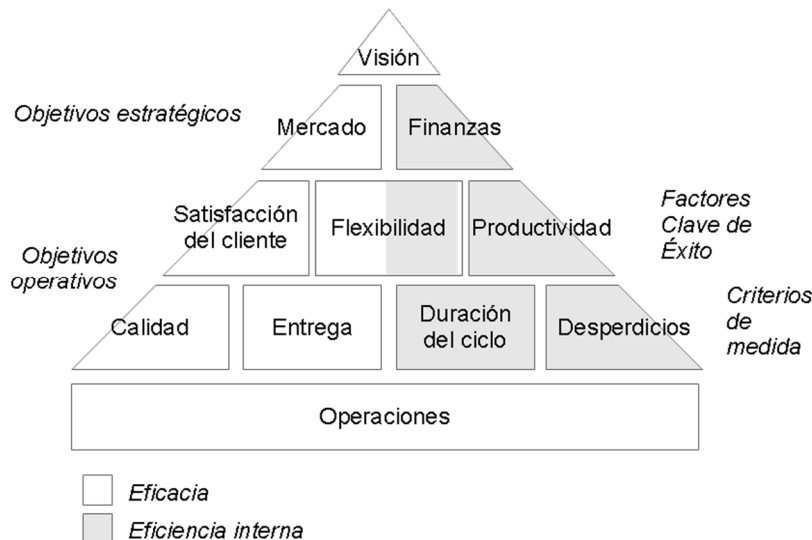 Visión
Objetivos estratégicos
Mercado
Finanzas
Satisfacción
del cliente
Flexibilidad
Productividad
Factores
Clave de
Éxito
Objetivos
operativos
Calidad
Entrega
Duración
del ciclo
Desperdicios
Criterios
de
medida
Operaciones
Eficacia
Eficiencia interna